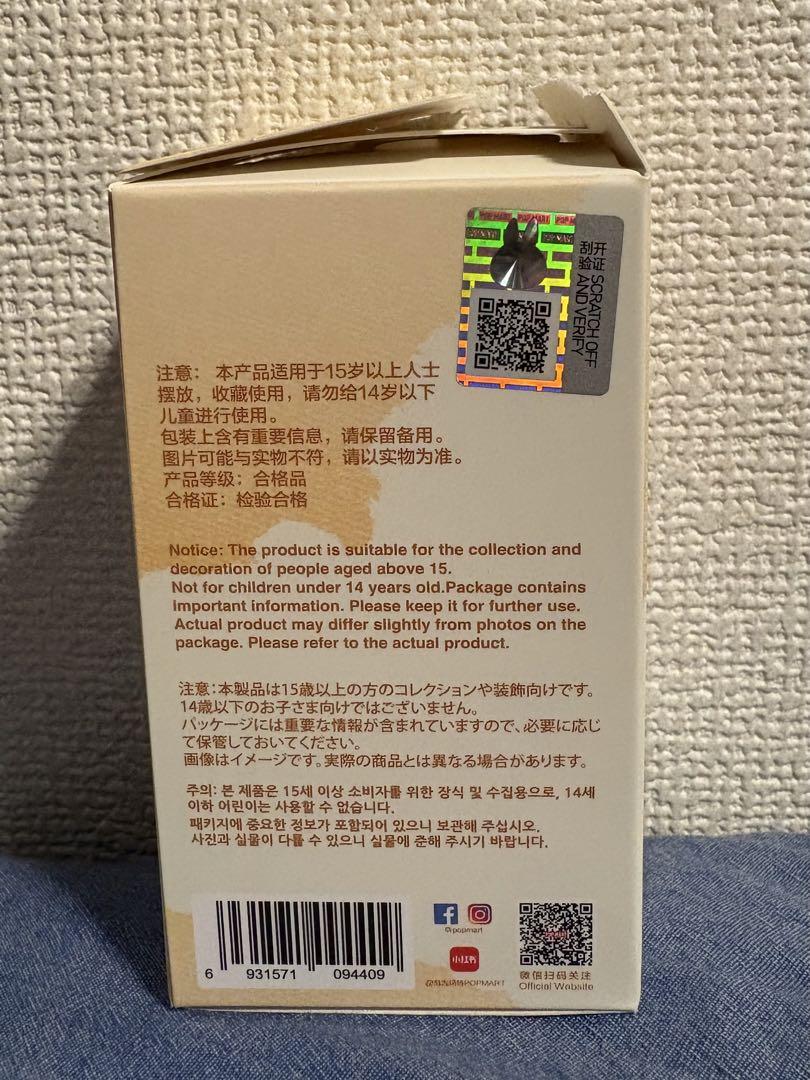 POP MART
刮开
验证 SCRATCH OFF
AND VERIFY
注意： 本产品适用于15岁以上人士
摆放，收藏使用，请勿给14岁以下
儿童进行使用。
包装上含有重要信息，请保留备用。
图片可能与实物不符，请以实物为准。
产品等级：合格品
合格证：检验合格
Notice: The product is suitable for the collection and
decoration of people aged above 15.
Not for children under 14 years old.Package contains
important information. Please keep it for further use.
Actual product may differ slightly from photos on the
package. Please refer to the actual product.
注意:本製品は15歳以上の方のコレクションや装飾向けです。
14歳以下のお子さま向けではございません。
パッケージには重要な情報が含まれていますので、必要に応じ
て保管しておいてください。
画像はイメージです。実際の商品とは異なる場合があります。
주의: 본 제품은 15세 이상 소비자를 위한 장식 및 수집용으로, 14세
이하 어린이는 사용할 수 없습니다.
패키지에 중요한 정보가 포함되어 있으니 보관해 주십시오.
사진과 실물이 다를 수 있으니 실물에 준해 주시기 바랍니다.
6 931571 094409
@popmart
小红书
@泡泡玛特POPMART
微信扫码关注
Official Website